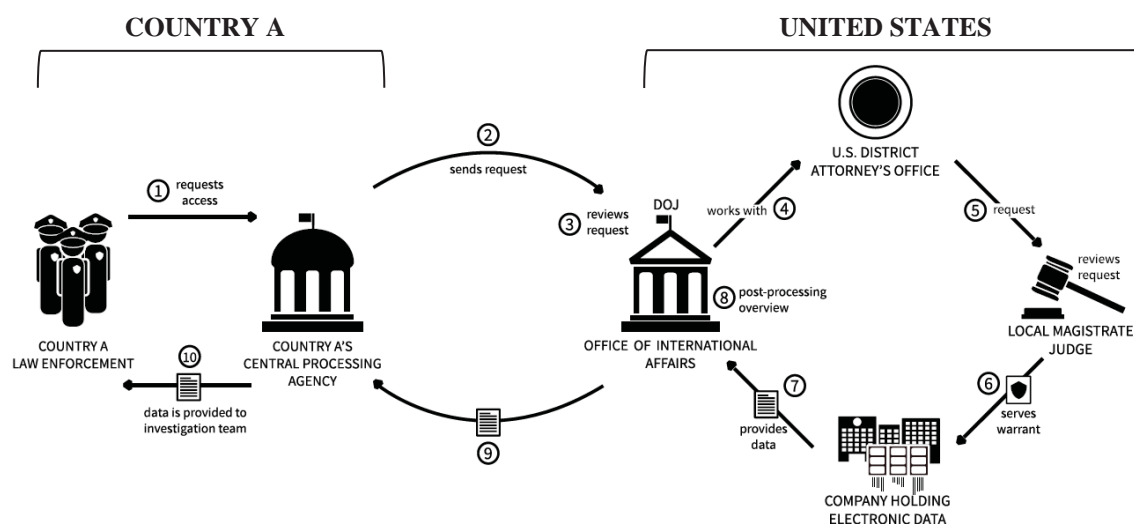 COUNTRY A
UNITED STATES
1 requests
access
2
sends request
3 reviews
request
DOJ
works with 4
U.S. DISTRICT
ATTORNEY'S OFFICE
5 request
reviews
request
LOCAL MAGISTRATE
JUDGE
8 post-processing
overview
OFFICE OF INTERNATIONAL
AFFAIRS
COUNTRY A
LAW ENFORCEMENT
COUNTRY A'S
CENTRAL PROCESSING
AGENCY
6
serves
warrant
7
provides
data
COMPANY HOLDING
ELECTRONIC DATA
9
10
data is provided to
investigation team